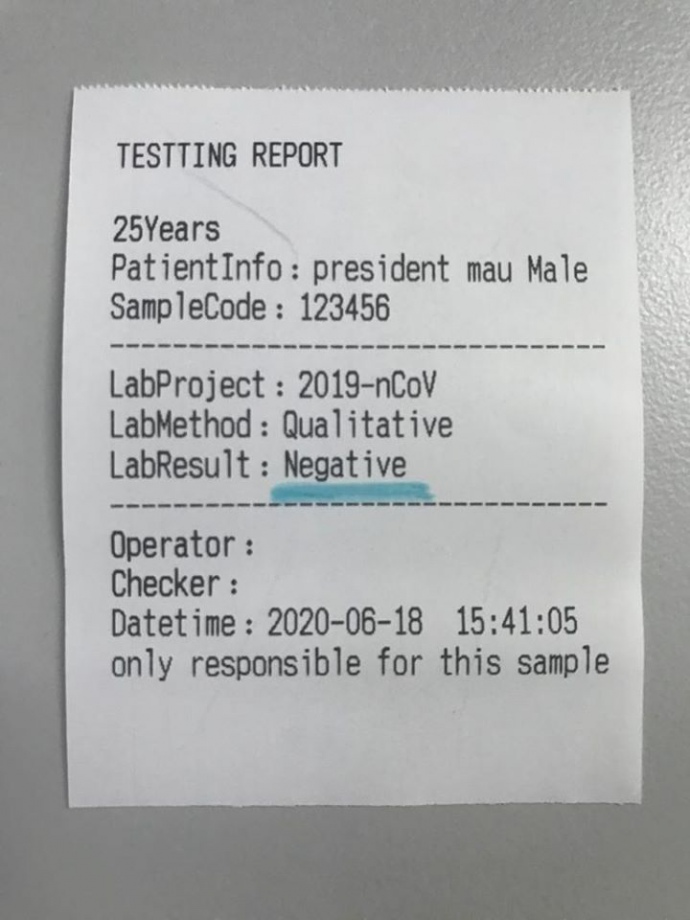 TESTTING REPORT
25Years
PatientInfo: president mau Male
SampleCode: 123456
---------------------------------
LabProject: 2019-nCoV
LabMethod: Qualitative
LabResult: Negative
---------------------------------
Operator:
Checker:
Datetime: 2020-06-18 15:41:05
only responsible for this sample